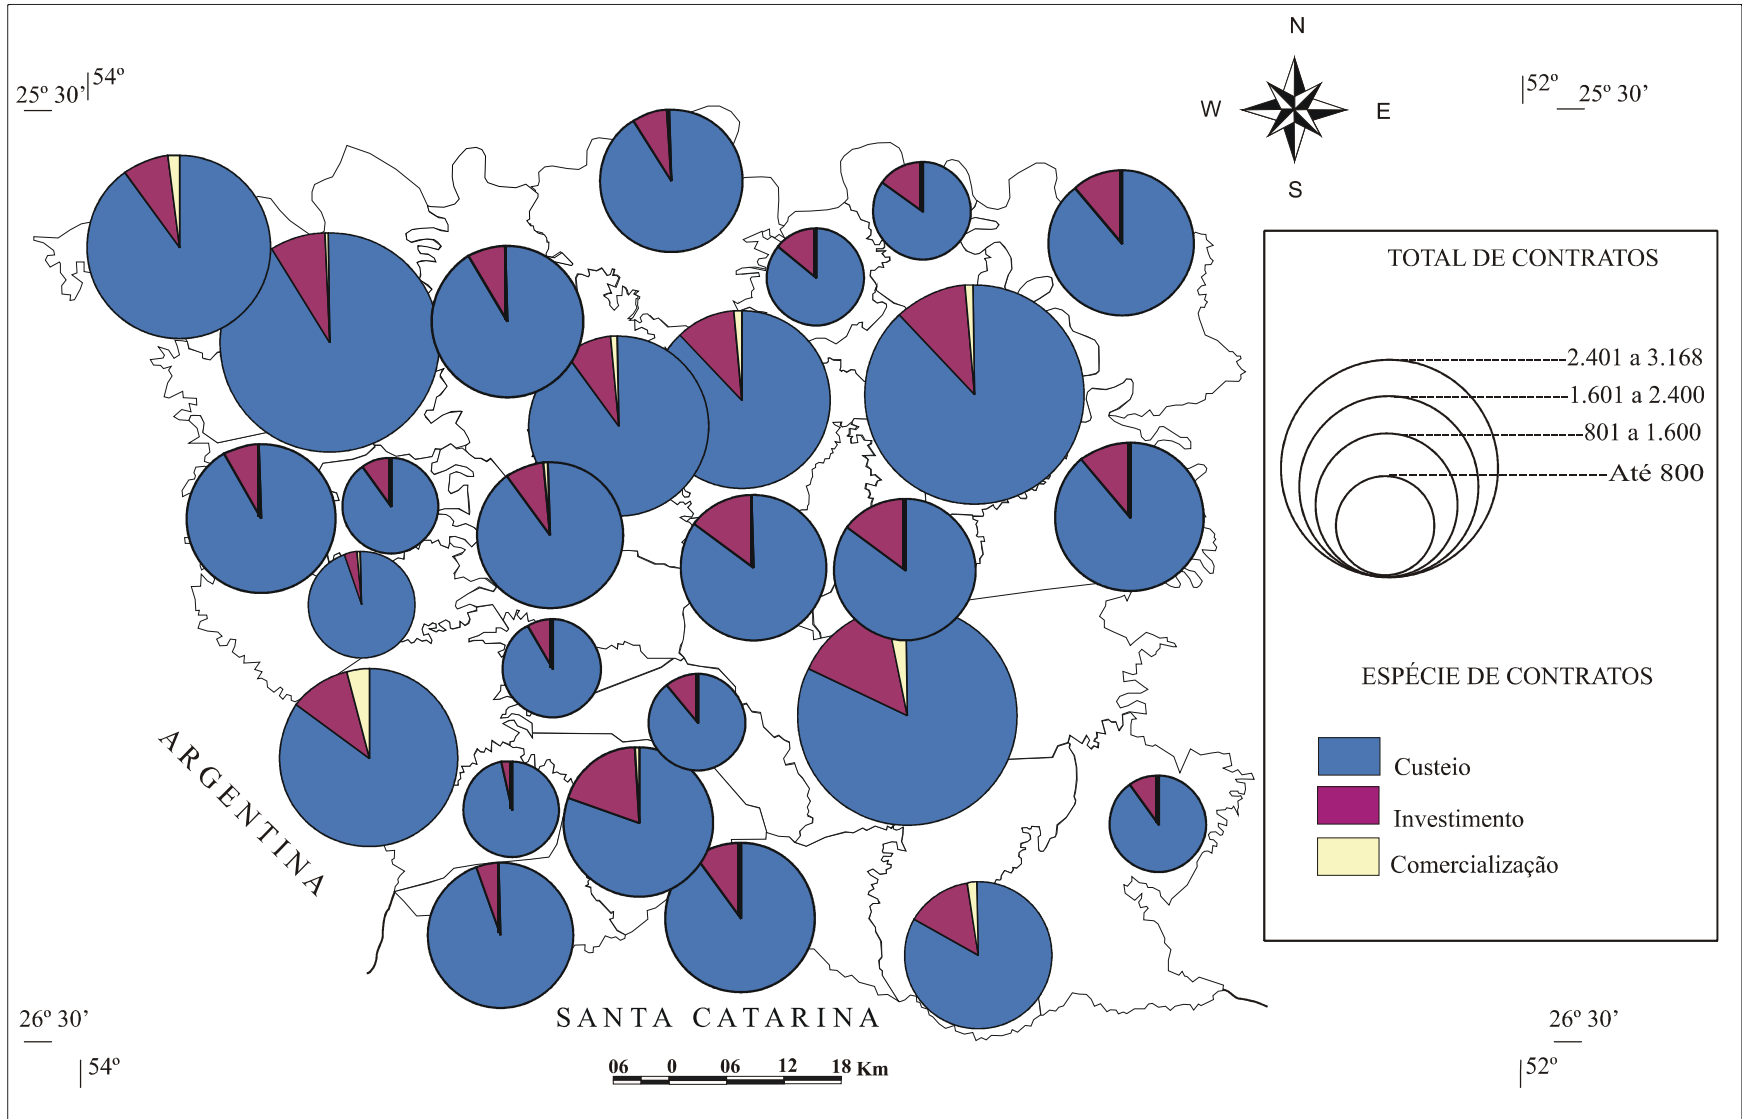 N
54º
52º
25º 30’
25º 30’
W
E
S
TOTAL DE CONTRATOS
2.401 a 3.168
1.601 a 2.400
801 a 1.600
Até 800
ESPÉCIE DE CONTRATOS
Custeio
Investimento
Comercialização
ARGENTINA
SANTA CATARINA
26º 30’
26º 30’
54º
52º
06 0 06 12 18 Km